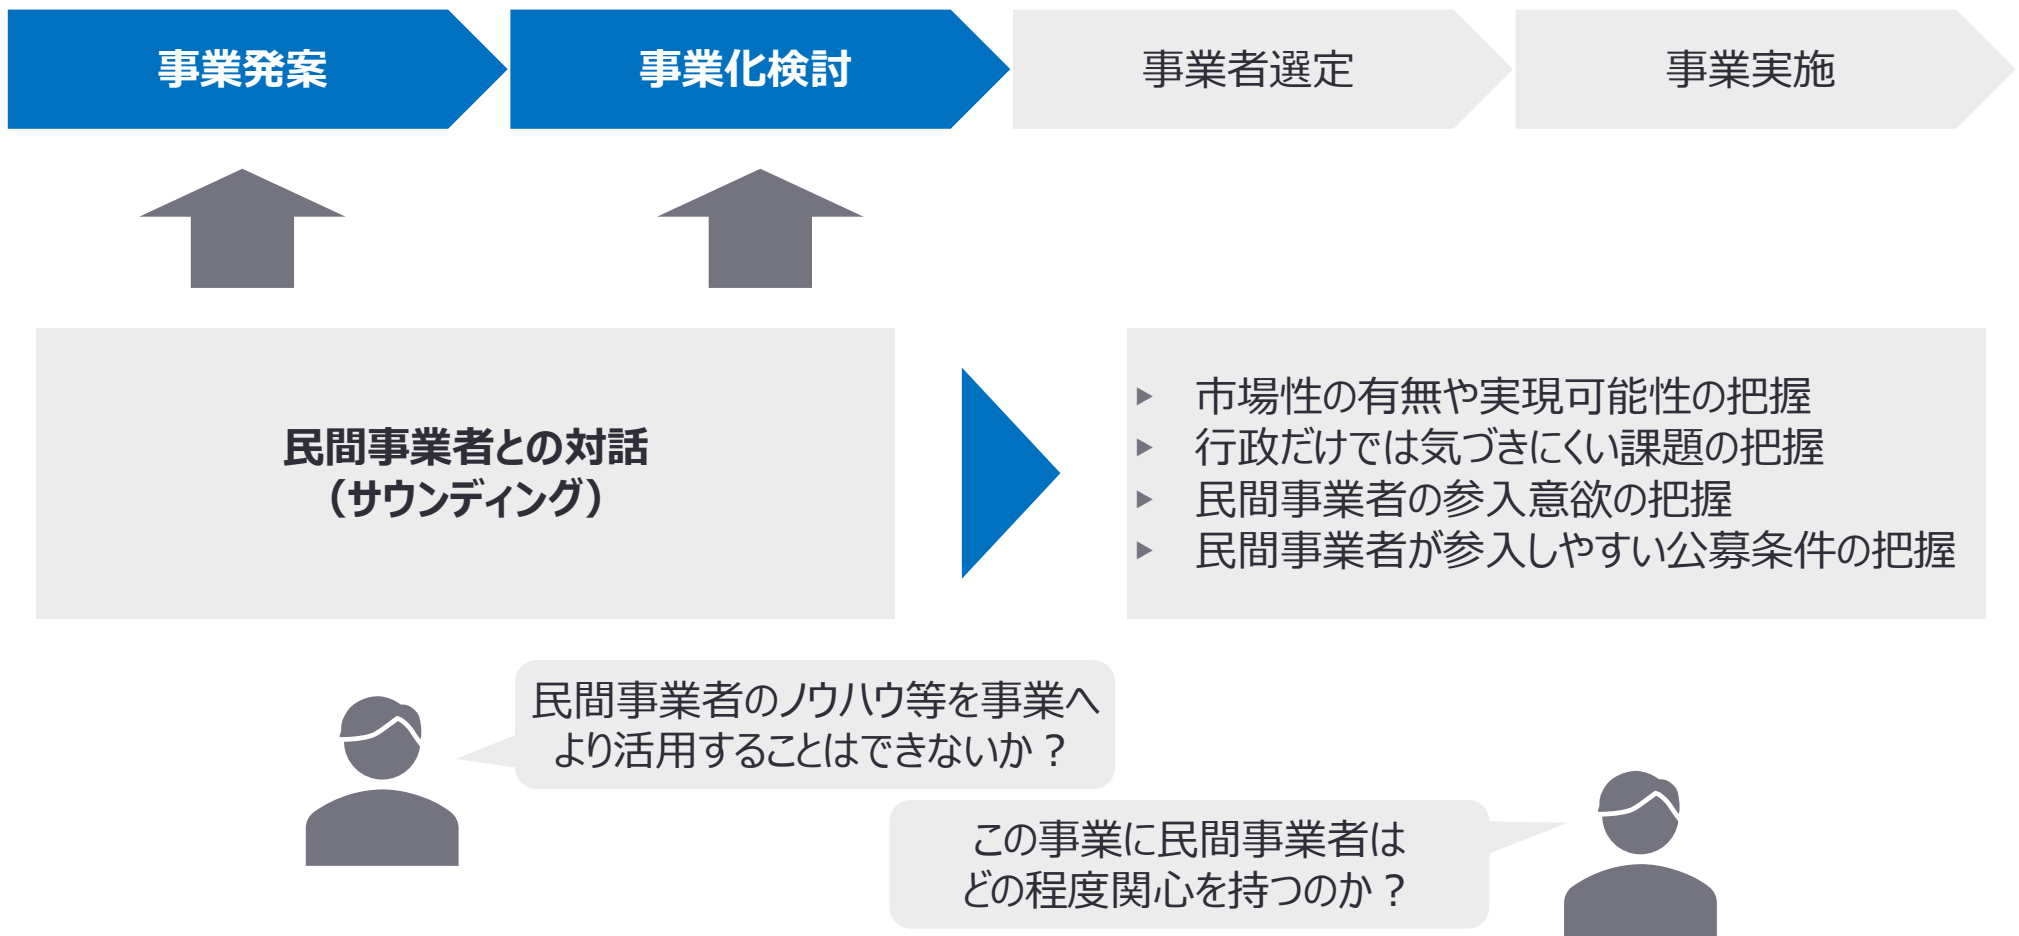 事業発案
事業化検討
事業者選定
事業実施
民間事業者との対話
（サウンディング）
▶ 市場性の有無や実現可能性の把握
▶ 行政だけでは気づきにくい課題の把握
▶ 民間事業者の参入意欲の把握
▶ 民間事業者が参入しやすい公募条件の把握
民間事業者のノウハウ等を事業へ
より活用することはできないか？
この事業に民間事業者は
どの程度関心を持つのか？